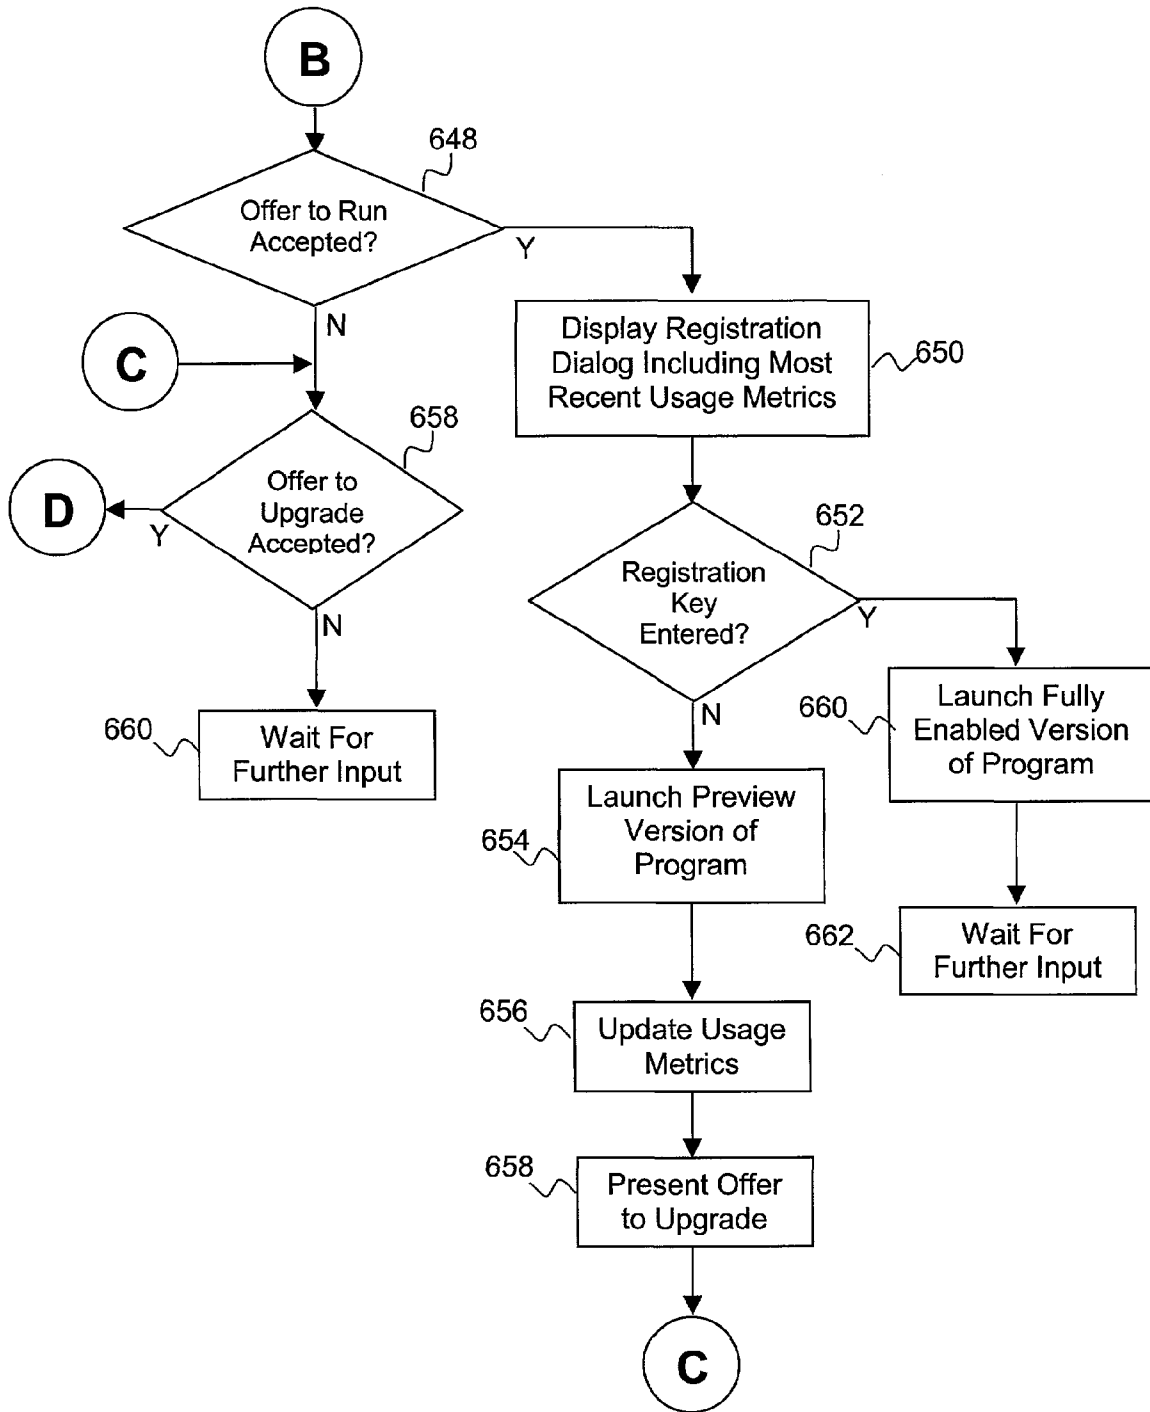 B
648
Offer to Run
Accepted?
Y
N
C
Display Registration
Dialog Including Most
Recent Usage Metrics
650
658
Offer to
Upgrade
Accepted?
D
Y
N
652
Registration
Key
Entered?
Y
N
660
Wait For
Further Input
660
Launch Fully
Enabled Version
of Program
654
Launch Preview
Version of
Program
662
Wait For
Further Input
656
Update Usage
Metrics
658
Present Offer
to Upgrade
C